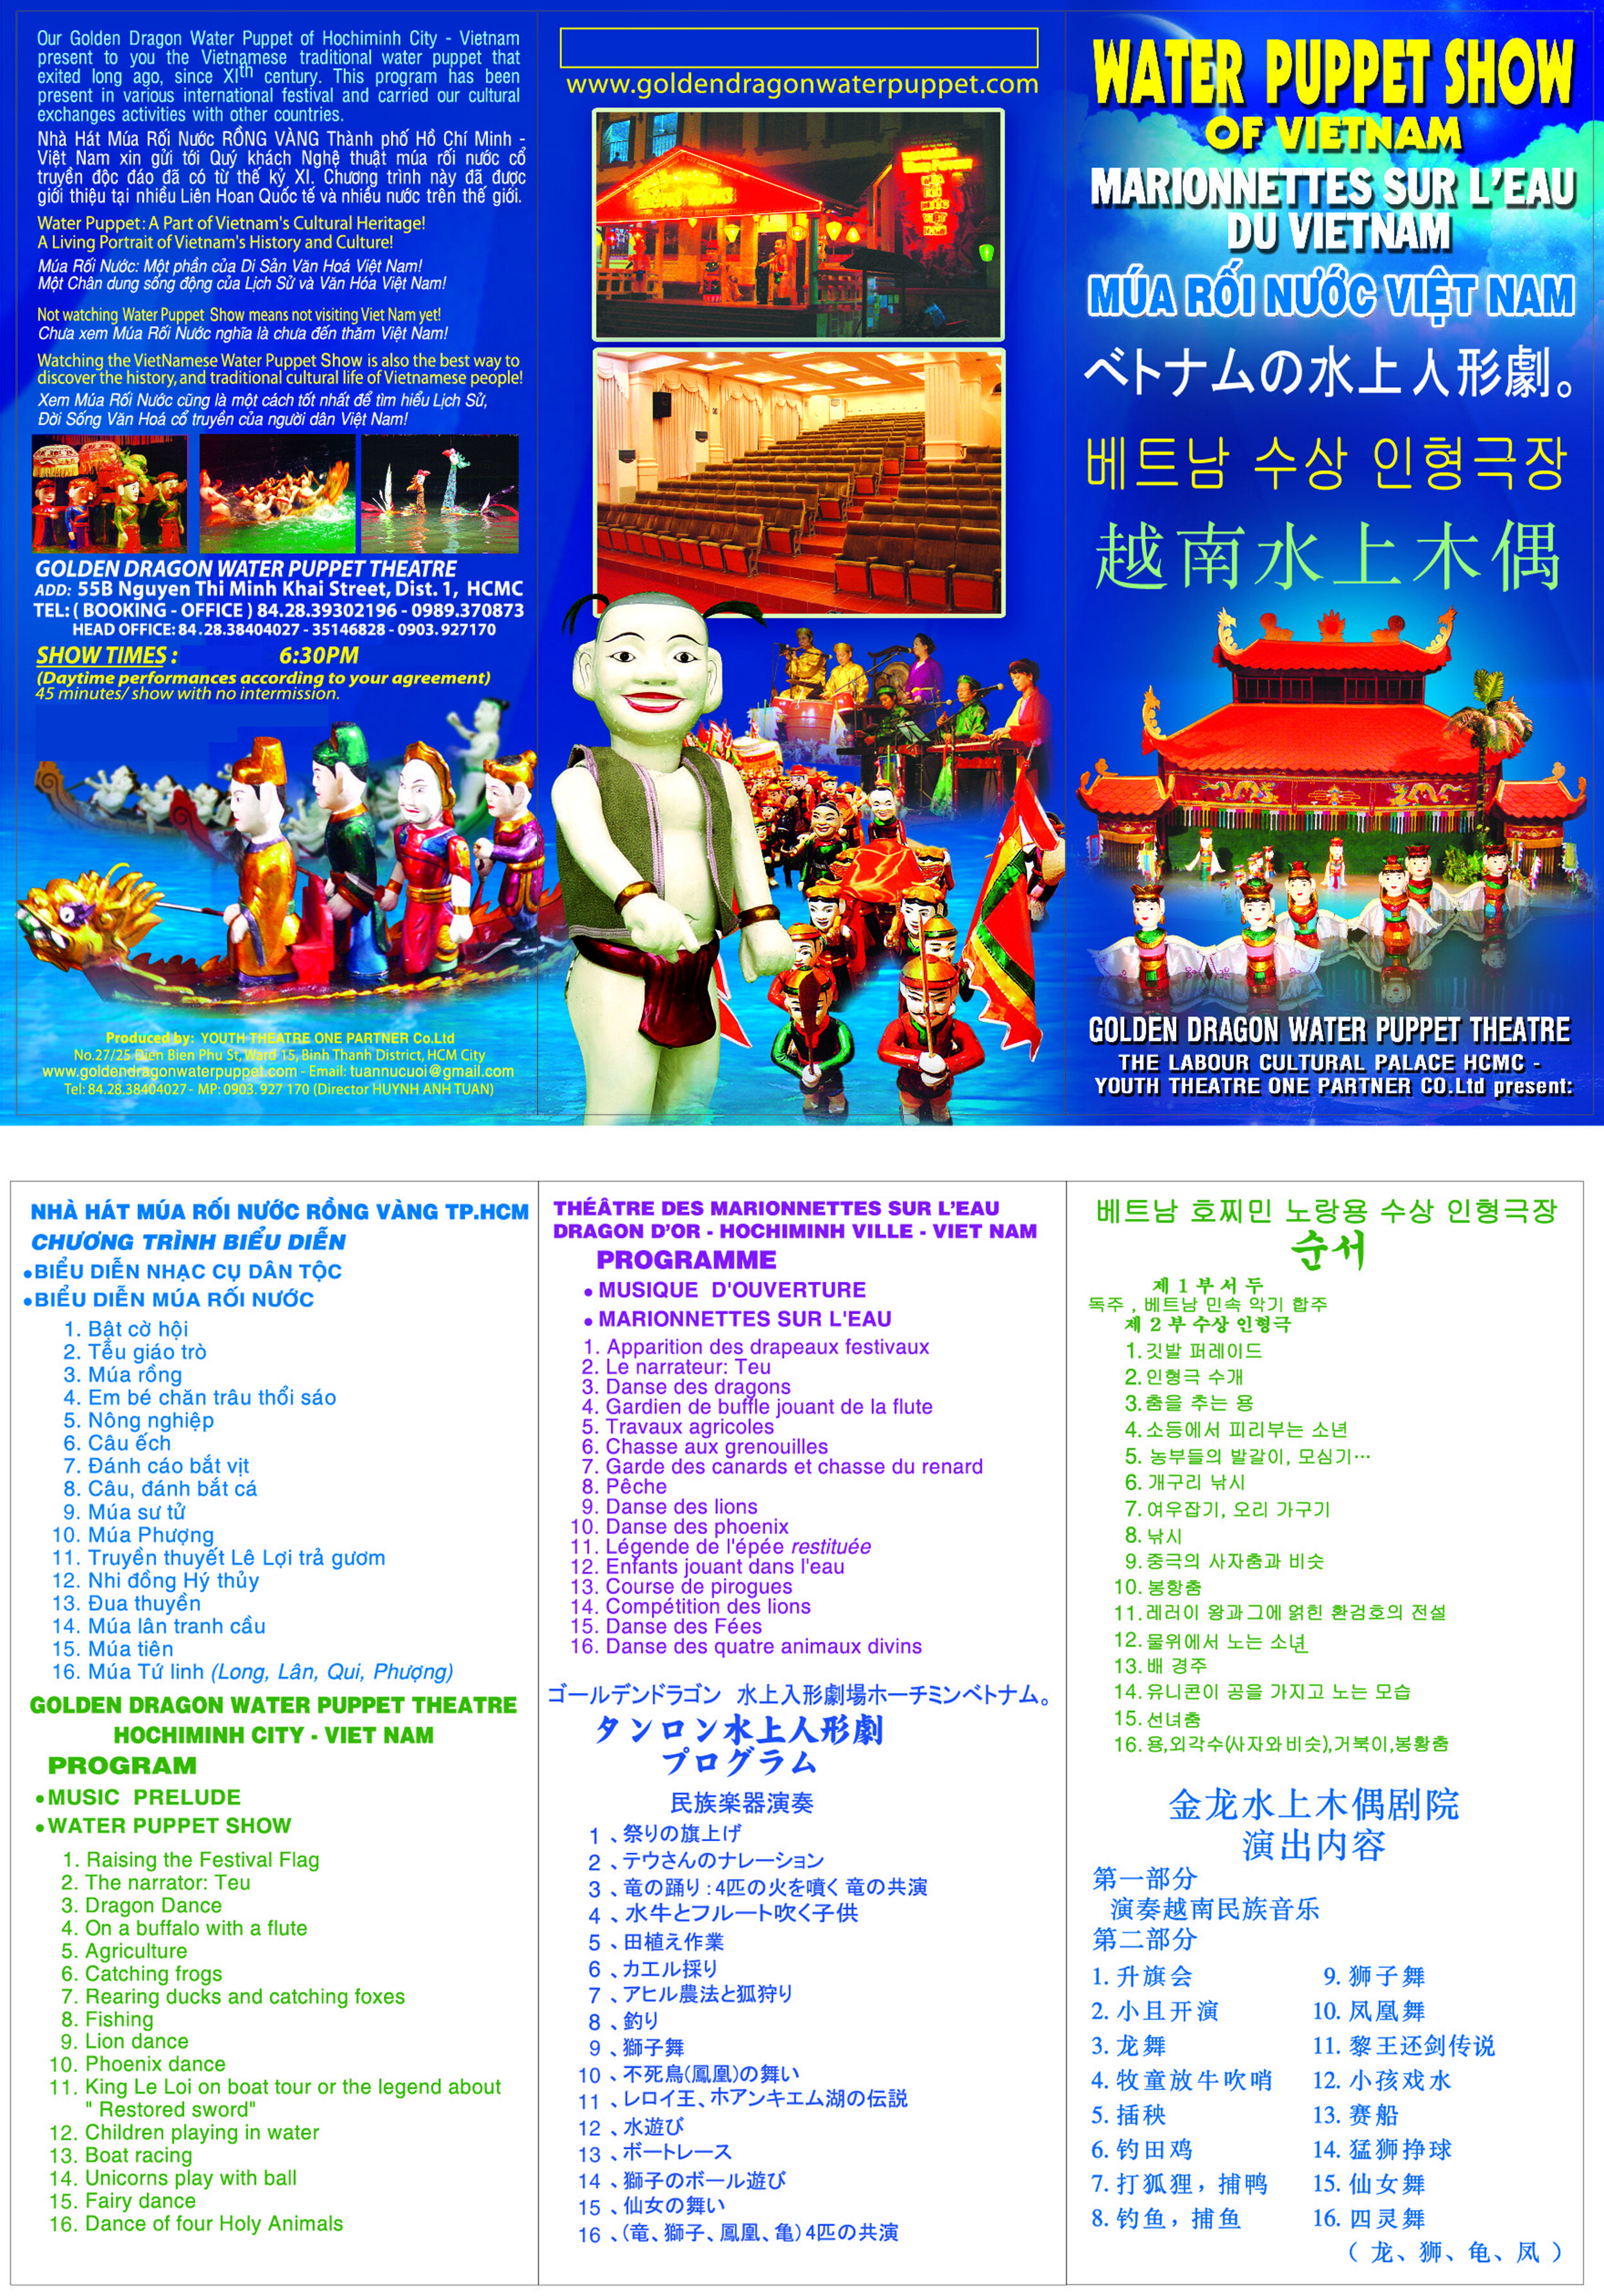 Our Golden Dragon Water Puppet of Hochiminh City - Vietnam
present to you the Vietnamese traditional water puppet that
exited long ago, since XIth century. This program has been
present in various international festival and carried our cultural
exchanges activities with other countries.
Nhà Hát Múa Rối Nước RỒNG VÀNG Thành phố Hồ Chí Minh -
Việt Nam xin gửi tới Quý khách Nghệ thuật múa rối nước cổ
truyền độc đáo đã có từ thế kỷ XI. Chương trình này đã được
giới thiệu tại nhiều Liên Hoan Quốc tế và nhiều nước trên thế giới.
Water Puppet: A Part of Vietnam's Cultural Heritage!
A Living Portrait of Vietnam's History and Culture!
Múa Rối Nước: Một phần của Di Sản Văn Hoá Việt Nam!
Một Chân dung sống động của Lịch Sử và Văn Hóa Việt Nam!
Not watching Water Puppet Show means not visiting Viet Nam yet!
Chưa xem Múa Rối Nước nghĩa là chưa đến thăm Việt Nam!
Watching the VietNamese Water Puppet Show is also the best way to
discover the history, and traditional cultural life of Vietnamese people!
Xem Múa Rối Nước cũng là một cách tốt nhất để tìm hiểu Lịch Sử,
Đời Sống Văn Hoá cổ truyền của người dân Việt Nam!
GOLDEN DRAGON WATER PUPPET THEATRE
ADD: 55B Nguyen Thi Minh Khai Street, Dist. 1, HCMC
TEL: ( BOOKING - OFFICE ) 84.28.39302196 - 0989.370873
HEAD OFFICE: 84.28.38404027 - 35146828 - 0903.927170
SHOW TIMES : 6:30PM
(Daytime performances according to your agreement)
45 minutes/ show with no intermission.
Produced by: YOUTH THEATRE ONE PARTNER Co.Ltd
No.27/25 Dien Bien Phu St, Ward 15, Binh Thanh District, HCM City
www.goldendragonwaterpuppet.com - Email: tuannucuoi@gmail.com
Tel: 84.28.38404027 - MP: 0903. 927 170 (Director HUYNH ANH TUAN)
www.goldendragonwaterpuppet.com
WATER PUPPET SHOW
OF VIETNAM
MARIONNETTES SUR L'EAU
DU VIETNAM
MÚA RỐI NƯỚC VIỆT NAM
ベトナムの水上人形劇。
베트남 수상 인형극장
越南水上木偶
GOLDEN DRAGON WATER PUPPET THEATRE
THE LABOUR CULTURAL PALACE HCMC -
YOUTH THEATRE ONE PARTNER CO.Ltd present:
NHÀ HÁT MÚA RỐI NƯỚC RỒNG VÀNG TP.HCM
CHƯƠNG TRÌNH BIỂU DIỄN
•BIỂU DIỄN NHẠC CỤ DÂN TỘC
•BIỂU DIỄN MÚA RỐI NƯỚC
1. Bật cờ hội
2. Tễu giáo trò
3. Múa rồng
4. Em bé chăn trâu thổi sáo
5. Nông nghiệp
6. Câu ếch
7. Đánh cáo bắt vịt
8. Câu, đánh bắt cá
9. Múa sư tử
10. Múa Phượng
11. Truyền thuyết Lê Lợi trả gươm
12. Nhi đồng Hý thủy
13. Đua thuyền
14. Múa lân tranh cầu
15. Múa tiên
16. Múa Tứ linh (Long, Lân, Qui, Phượng)
GOLDEN DRAGON WATER PUPPET THEATRE
HOCHIMINH CITY - VIET NAM
PROGRAM
•MUSIC PRELUDE
•WATER PUPPET SHOW
1. Raising the Festival Flag
2. The narrator: Teu
3. Dragon Dance
4. On a buffalo with a flute
5. Agriculture
6. Catching frogs
7. Rearing ducks and catching foxes
8. Fishing
9. Lion dance
10. Phoenix dance
11. King Le Loi on boat tour or the legend about
" Restored sword"
12. Children playing in water
13. Boat racing
14. Unicorns play with ball
15. Fairy dance
16. Dance of four Holy Animals
THÉÂTRE DES MARIONNETTES SUR L'EAU
DRAGON D'OR - HOCHIMINH VILLE - VIET NAM
PROGRAMME
• MUSIQUE D'OUVERTURE
• MARIONNETTES SUR L'EAU
1. Apparition des drapeaux festivaux
2. Le narrateur: Teu
3. Danse des dragons
4. Gardien de buffle jouant de la flute
5. Travaux agricoles
6. Chasse aux grenouilles
7. Garde des canards et chasse du renard
8. Pêche
9. Danse des lions
10. Danse des phoenix
11. Légende de l'épée restituée
12. Enfants jouant dans l'eau
13. Course de pirogues
14. Compétition des lions
15. Danse des Fées
16. Danse des quatre animaux divins
ゴールデンドラゴン 水上入形劇場ホーチミンベトナム。
タンロン水上人形劇
プログラム
民族楽器演奏
1 、祭りの旗上げ
2 、テウさんのナレーション
3 、竜の踊り : 4匹の火を噴く 竜の共演
4 、水牛とフルート吹く子供
5 、田植え作業
6 、カエル採り
7 、アヒル農法と狐狩り
8 、釣り
9 、獅子舞
10 、不死鳥(鳳凰)の舞い
11 、レロイ王、ホアンキエム湖の伝説
12 、水遊び
13 、ボートレース
14 、獅子のボール遊び
15 、仙女の舞い
16 、(竜、獅子、鳳凰、亀) 4匹の共演
베트남 호찌민 노랑용 수상 인형극장
순서
제 1 부 서 두
독주 , 베트남 민속 악기 합주
제 2 부 수상 인형극
1. 깃발 퍼레이드
2. 인형극 수개
3. 춤을 추는 용
4. 소등에서 피리부는 소년
5. 농부들의 발갈이, 모심기…
6. 개구리 낚시
7. 여우잡기, 오리 가구기
8. 낚시
9. 중극의 사자춤과 비슷
10. 봉항춤
11. 레러이 왕과그에 얽힌 환검호의 전설
12. 물위에서 노는 소년
13. 배 경주
14. 유니콘이 공을 가지고 노는 모습
15. 선녀춤
16. 용,외각수(사자와 비슷),거북이,봉황춤
金龙水上木偶剧院
演出内容
第一部分
演奏越南民族音乐
第二部分
1. 升旗会
2. 小且开演
3. 龙舞
4. 牧童放牛吹哨
5. 插秧
6. 钓田鸡
7. 打狐狸，捕鸭
8. 钓鱼，捕鱼
9. 狮子舞
10. 凤凰舞
11. 黎王还剑传说
12. 小孩戏水
13. 赛船
14. 猛狮挣球
15. 仙女舞
16. 四灵舞
（ 龙、狮、龟、凤 ）